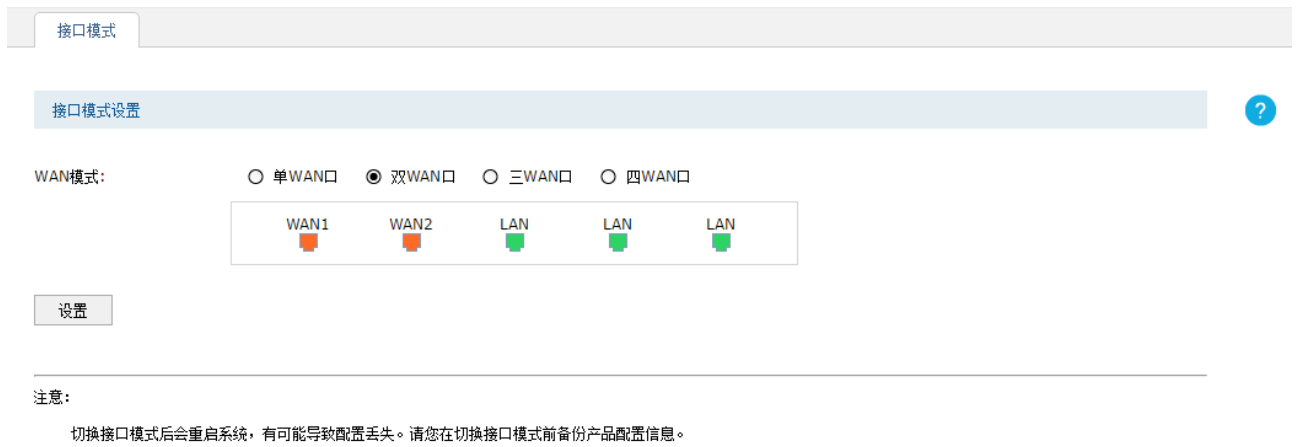 接口模式
接口模式设置
?
WAN模式: 单WAN口 双WAN口 三WAN口 四WAN口
WAN1 WAN2 LAN LAN LAN
设置
注意:
切换接口模式后会重启系统，有可能导致配置丢失。请您在切换接口模式前备份产品配置信息。